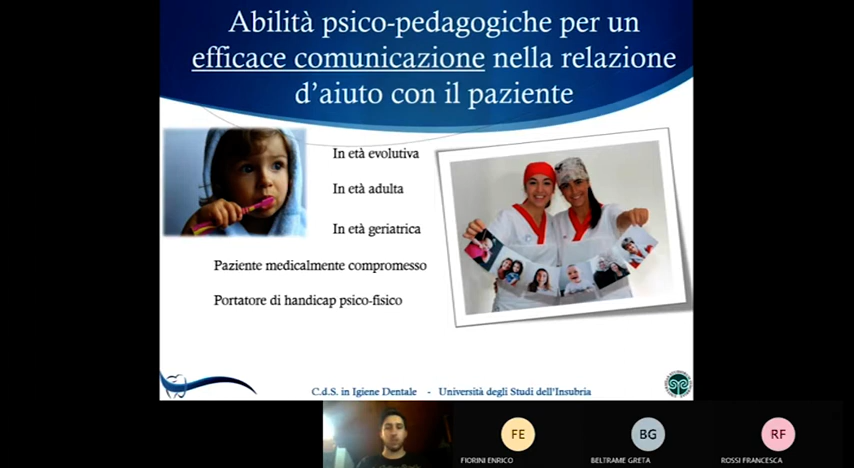 Abilità psico-pedagogiche per un
efficace comunicazione nella relazione
d'aiuto con il paziente
In età evolutiva
In età adulta
In età geriatrica
Paziente medicalmente compromesso
Portatore di handicap psico-fisico
C.d.S. in Igiene Dentale - Università degli Studi dell'Insubria
FE
BG
RF
FIORINI ENRICO
BELTRAME GRETA
ROSSI FRANCESCA